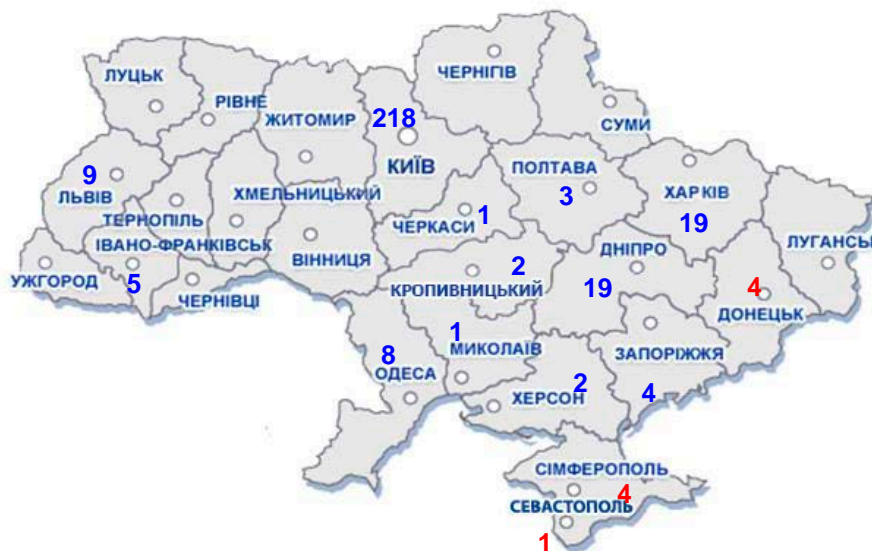 ЧЕРНІГІВ
ЛУЦЬК
РІВНЕ
ЖИТОМИР
218
СУМИ
КИЇВ
ПОЛТАВА
ХАРКІВ
9
ЛЬВІВ
ХМЕЛЬНИЦЬКИЙ
3
ТЕРНОПІЛЬ
ЧЕРКАСИ
1
19
ІВАНО-ФРАНКІВСЬК
ЛУГАНСЬ
ДНІПРО
ВІННИЦЯ
2
УЖГОРОД
5
КРОПИВНИЦЬКИЙ
19
4
ЧЕРНІВЦІ
ДОНЕЦЬК
1
МИКОЛАЇВ
8
ЗАПОРІЖЖЯ
ОДЕСА
2
ХЕРСОН
4
СІМФЕРОПОЛЬ
4
СЕВАСТОПОЛЬ
1